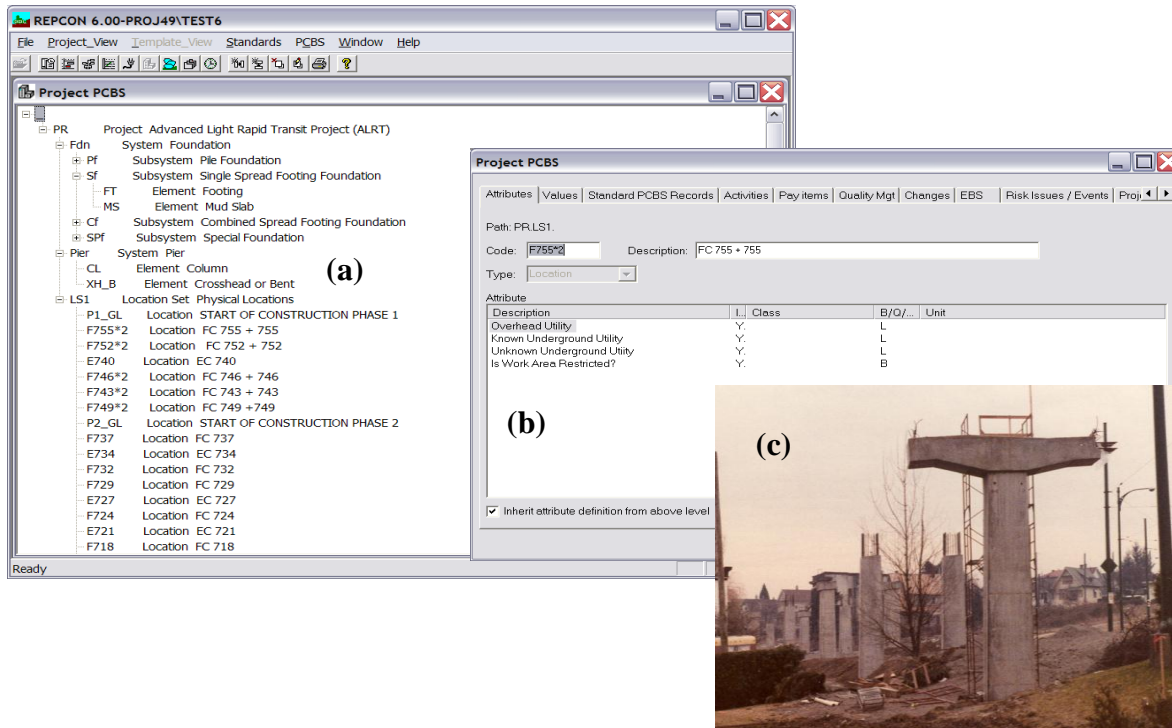 REPCON 6.00-PROJ49\TEST6
File Project_View Template_View Standards PCBS Window Help
Project PCBS
PR Project Advanced Light Rapid Transit Project (ALRT)
Fdn System Foundation
Pf Subsystem Pile Foundation
Sf Subsystem Single Spread Footing Foundation
FT Element Footing
MS Element Mud Slab
Cf Subsystem Combined Spread Footing Foundation
SPf Subsystem Special Foundation
Pier System Pier
CL Element Column
XH_B Element Crosshead or Bent
LS1 Location Set Physical Locations
P1_GL Location START OF CONSTRUCTION PHASE 1
F755*2 Location FC 755 + 755
F752*2 Location FC 752 + 752
E740 Location EC 740
F746*2 Location FC 746 + 746
F743*2 Location FC 743 + 743
F749*2 Location FC 749 +749
P2_GL Location START OF CONSTRUCTION PHASE 2
F737 Location FC 737
E734 Location EC 734
F732 Location FC 732
F729 Location FC 729
E727 Location EC 727
F724 Location FC 724
E721 Location EC 721
F718 Location FC 718
Ready
(a)
Project PCBS
Attributes Values Standard PCBS Records Activities Pay items Quality Mgt Changes EBS Risk Issues / Events Proj
Path: PR.LS1.
Code: F755*2 Description: FC 755 + 755
Type: Location
Attribute
Description I... Class B/Q/... Unit
Overhead Utility Y. L
Known Underground Utility Y. L
Unknown Underground Utiity Y. L
Is Work Area Restricted? Y. B
(b)
Inherit attribute definition from above level
(c)